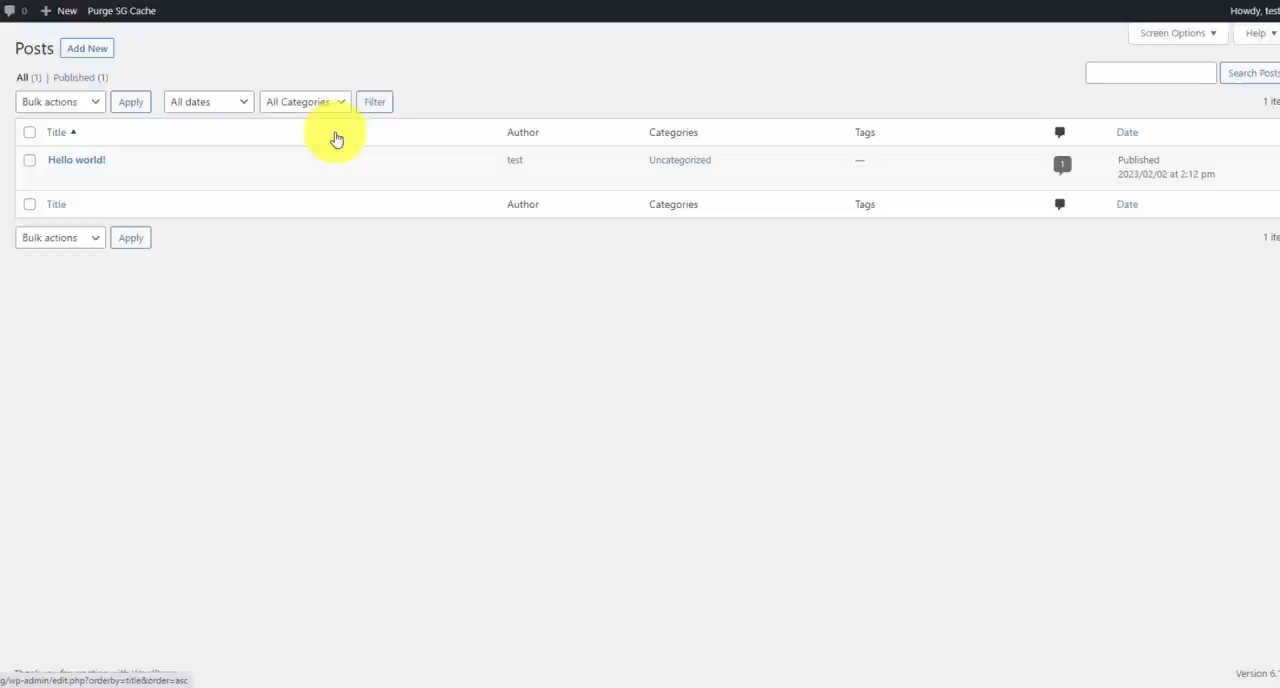 0 New Purge SG Cache Howdy, test
Screen Options ▼ Help ▼
Posts Add New
All (1) | Published (1)
Search Posts
Bulk actions Apply All dates All Categories Filter
1 ite
Title ▲ Author Categories Tags Date
Hello world! test Uncategorized — 1 Published
2023/02/02 at 2:12 pm
Title Author Categories Tags Date
Bulk actions Apply
1 ite
g/wp-admin/edit.php?orderby=title&order=asc
Version 6.